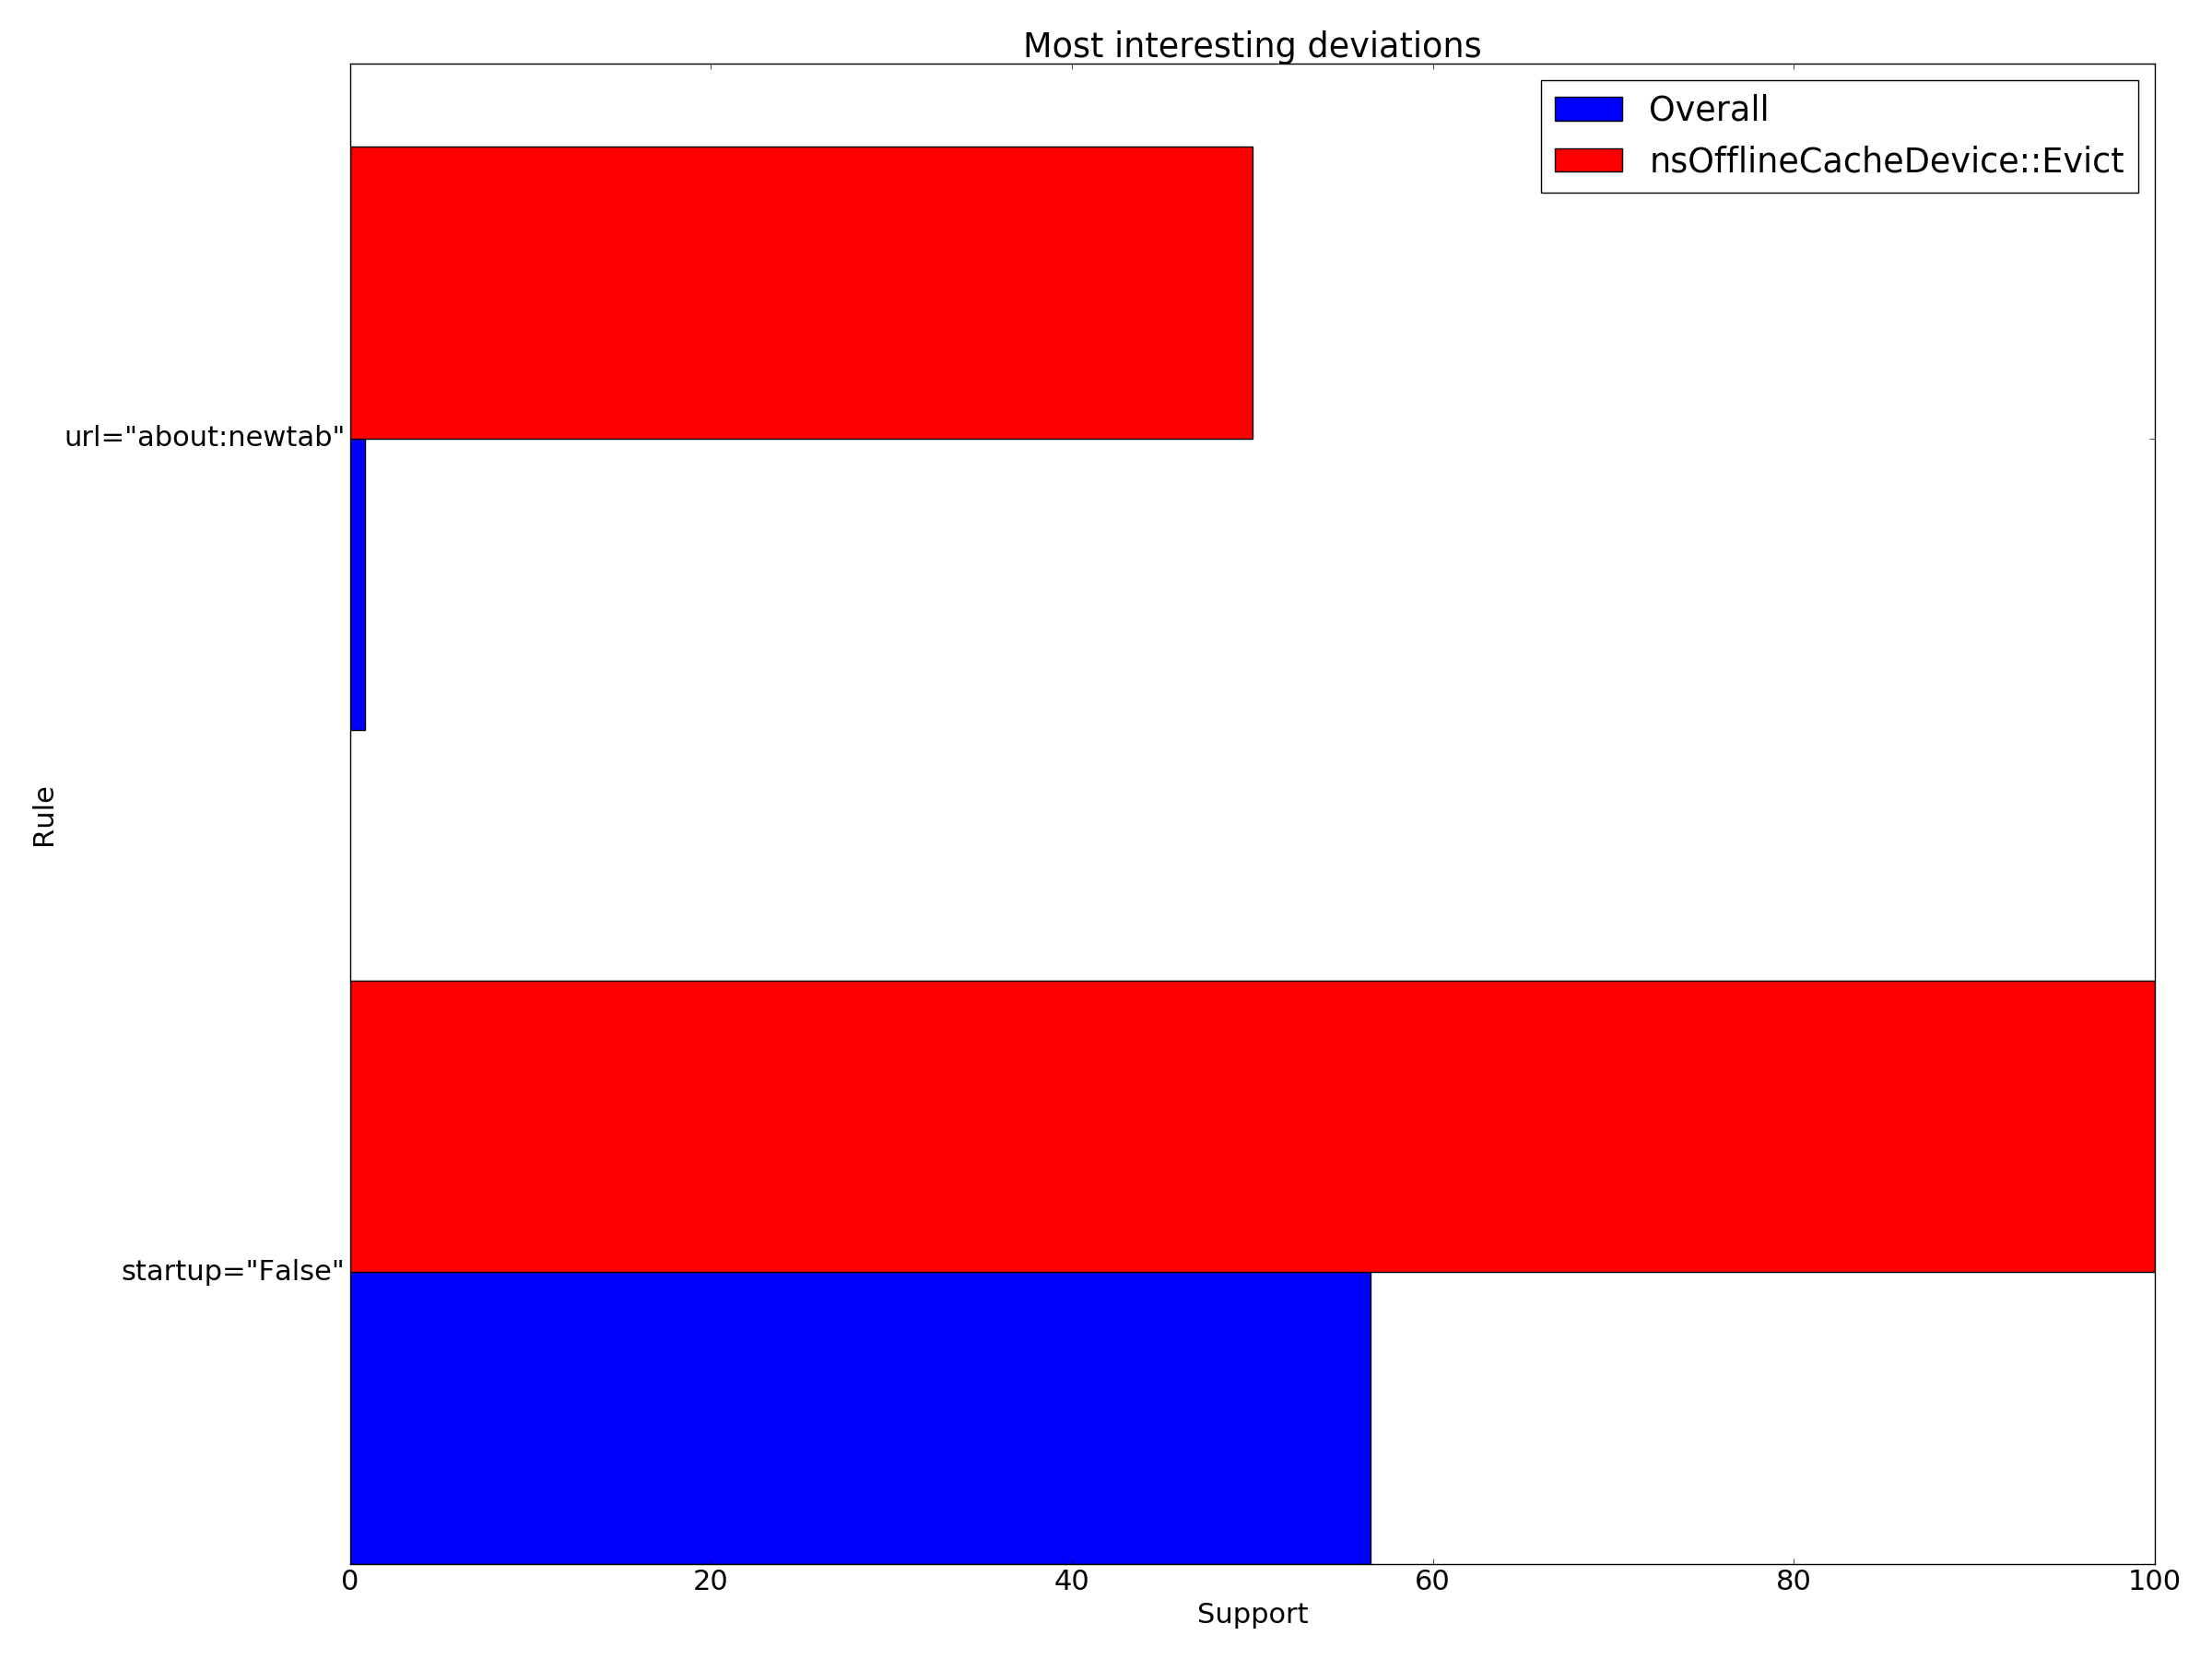 Most interesting deviations
Overall
nsOfflineCacheDevice::Evict
url="about:newtab"
Rule
startup="False"
0 20 40 60 80 100
Support